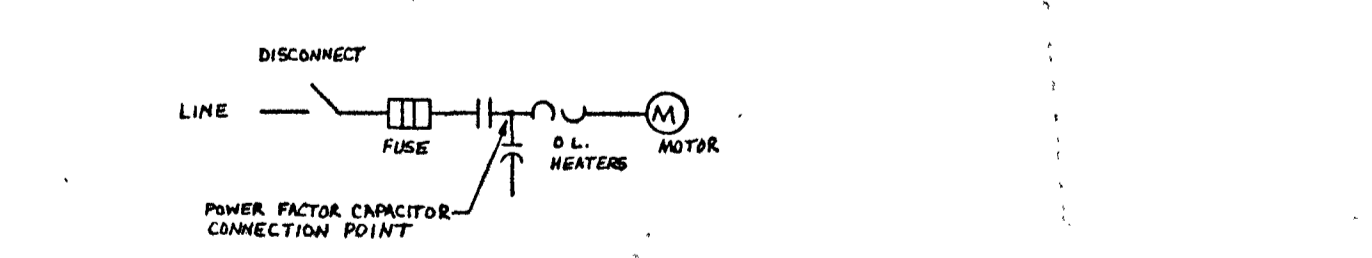 DISCONNECT
LINE
M
FUSE
O L.
HEATERS
MOTOR
POWER FACTOR CAPACITOR
CONNECTION POINT